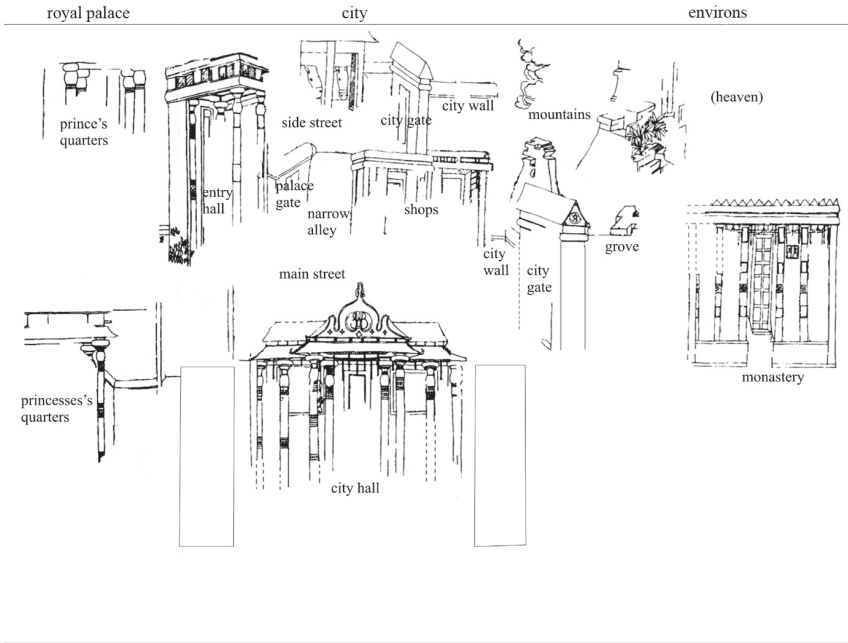 royal palace
city
environs
prince's
quarters
side street
city gate
city wall
mountains
(heaven)
entry
hall
palace
gate
narrow
alley
shops
city
wall
city
gate
grove
main street
monastery
princesses's
quarters
city hall